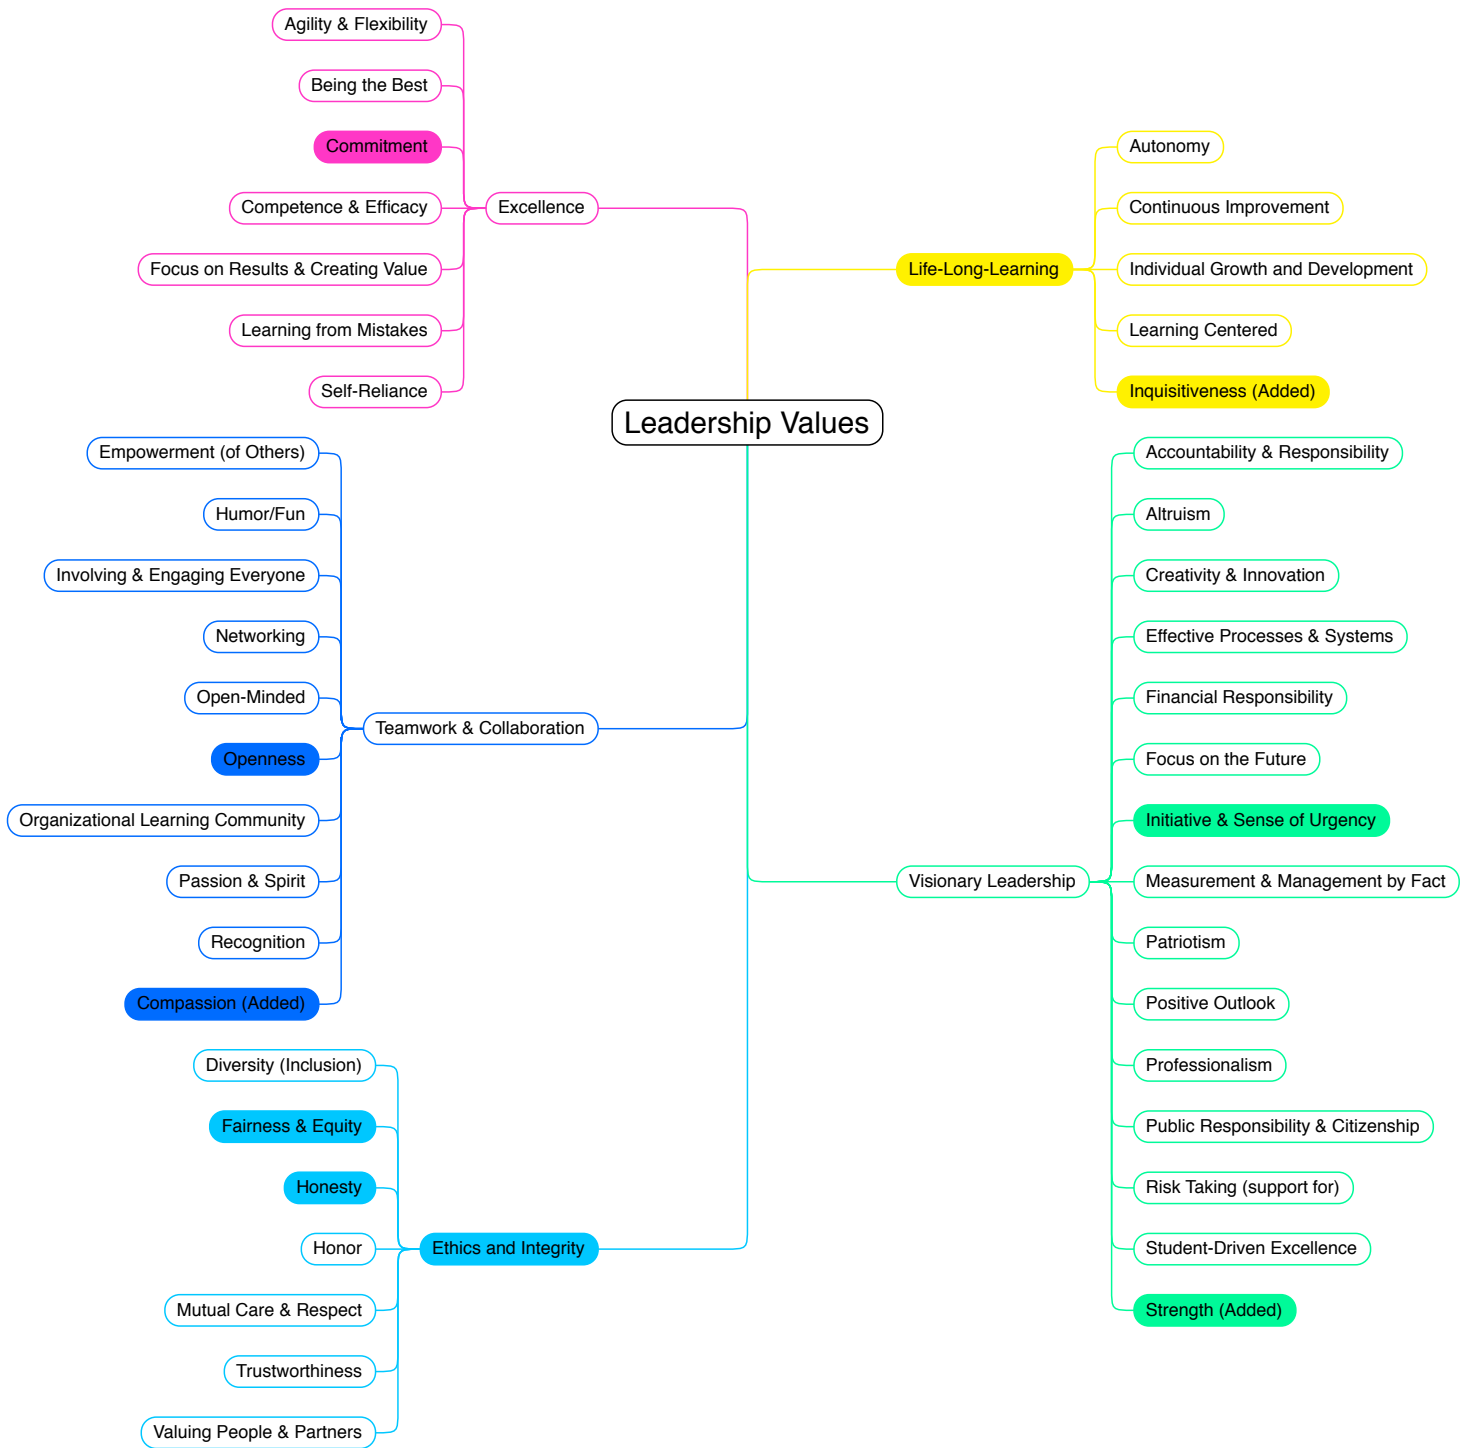 Leadership Values
Excellence
Agility & Flexibility
Being the Best
Commitment
Competence & Efficacy
Focus on Results & Creating Value
Learning from Mistakes
Self-Reliance
Teamwork & Collaboration
Empowerment (of Others)
Humor/Fun
Involving & Engaging Everyone
Networking
Open-Minded
Openness
Organizational Learning Community
Passion & Spirit
Recognition
Compassion (Added)
Ethics and Integrity
Diversity (Inclusion)
Fairness & Equity
Honesty
Honor
Mutual Care & Respect
Trustworthiness
Valuing People & Partners
Life-Long-Learning
Autonomy
Continuous Improvement
Individual Growth and Development
Learning Centered
Inquisitiveness (Added)
Visionary Leadership
Accountability & Responsibility
Altruism
Creativity & Innovation
Effective Processes & Systems
Financial Responsibility
Focus on the Future
Initiative & Sense of Urgency
Measurement & Management by Fact
Patriotism
Positive Outlook
Professionalism
Public Responsibility & Citizenship
Risk Taking (support for)
Student-Driven Excellence
Strength (Added)